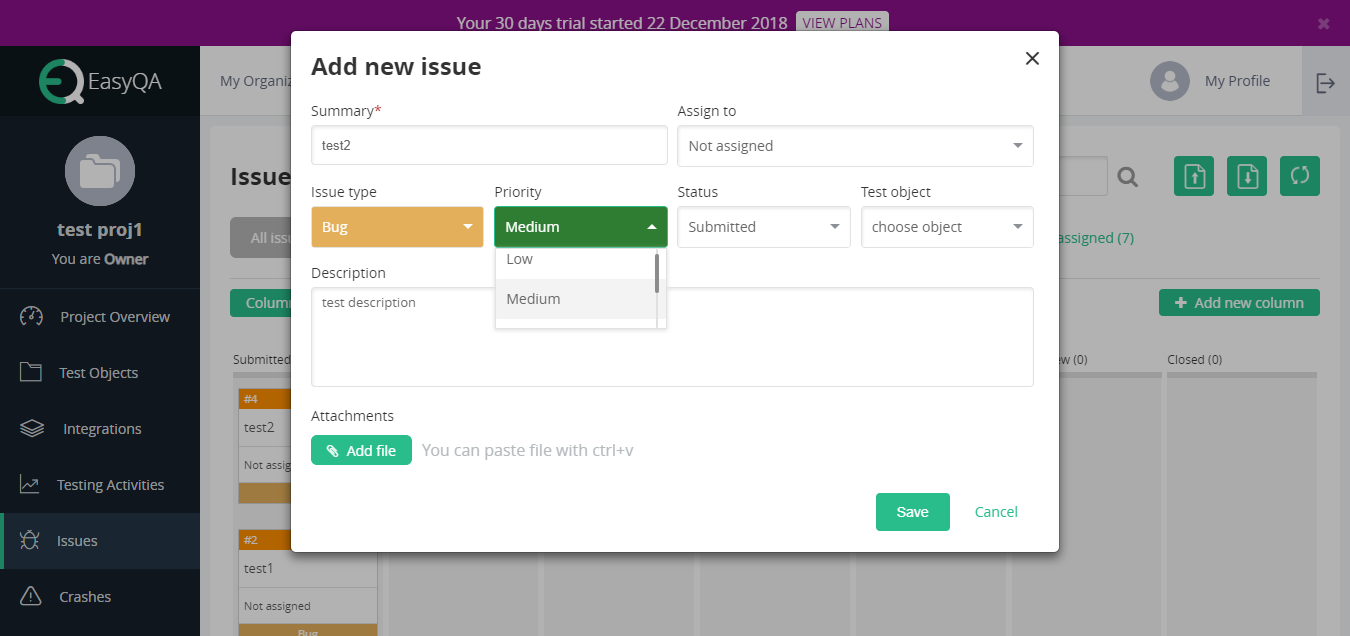 Your 30 days trial started 22 December 2018 VIEW PLANS
EasyQA
My Organiz
My Profile
test proj1
You are Owner
Project Overview
Test Objects
Integrations
Testing Activities
Issues
Crashes
Issue
All issu
assigned (7)
Column
Add new column
Submitted
ew (0)
Closed (0)
#4
test2
Not assig
#2
test1
Not assigned
Bug
Add new issue
Summary*
Assign to
test2
Not assigned
Issue type
Priority
Status
Test object
Bug
Medium
Submitted
choose object
Low
Medium
Description
test description
Attachments
Add file
You can paste file with ctrl+v
Save
Cancel